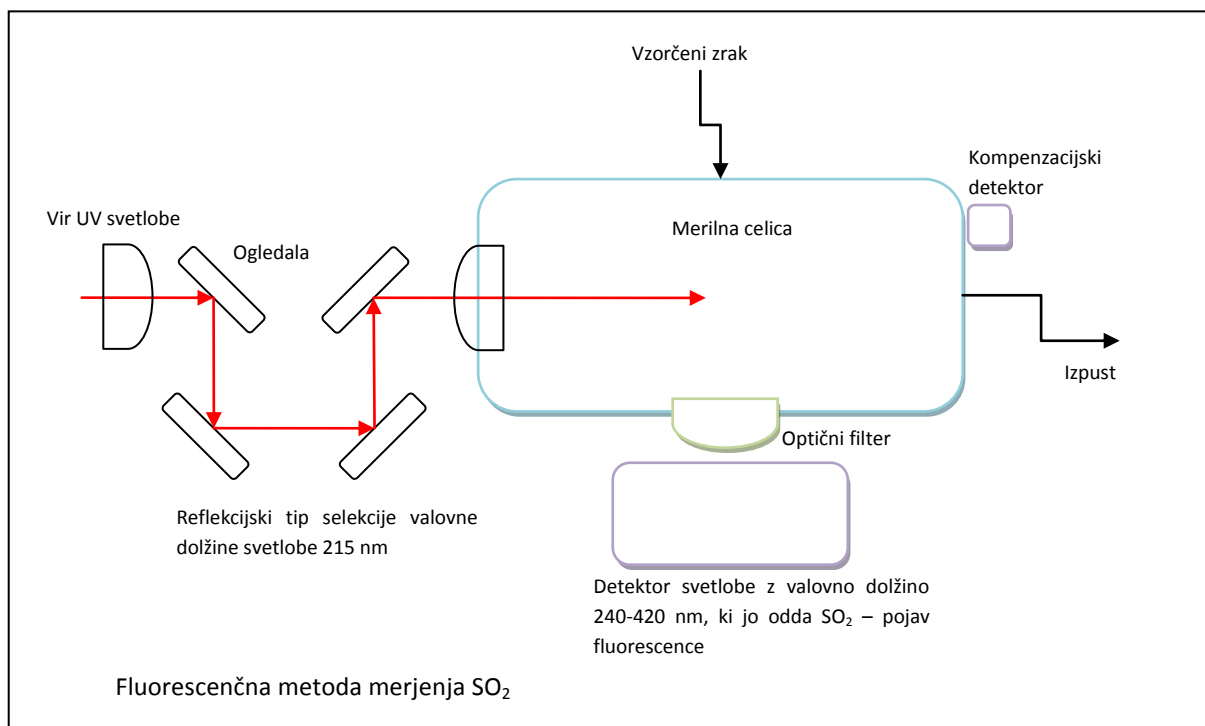 Vzorčeni zrak
Kompenzacijski
detektor
Vir UV svetlobe
Ogledala
Merilna celica
Izpust
Optični filter
Reflekcijski tip selekcije valovne
dolžine svetlobe 215 nm
Detektor svetlobe z valovno dolžino
240-420 nm, ki jo odda SO₂ – pojav
fluorescence
Fluorescenčna metoda merjenja SO₂